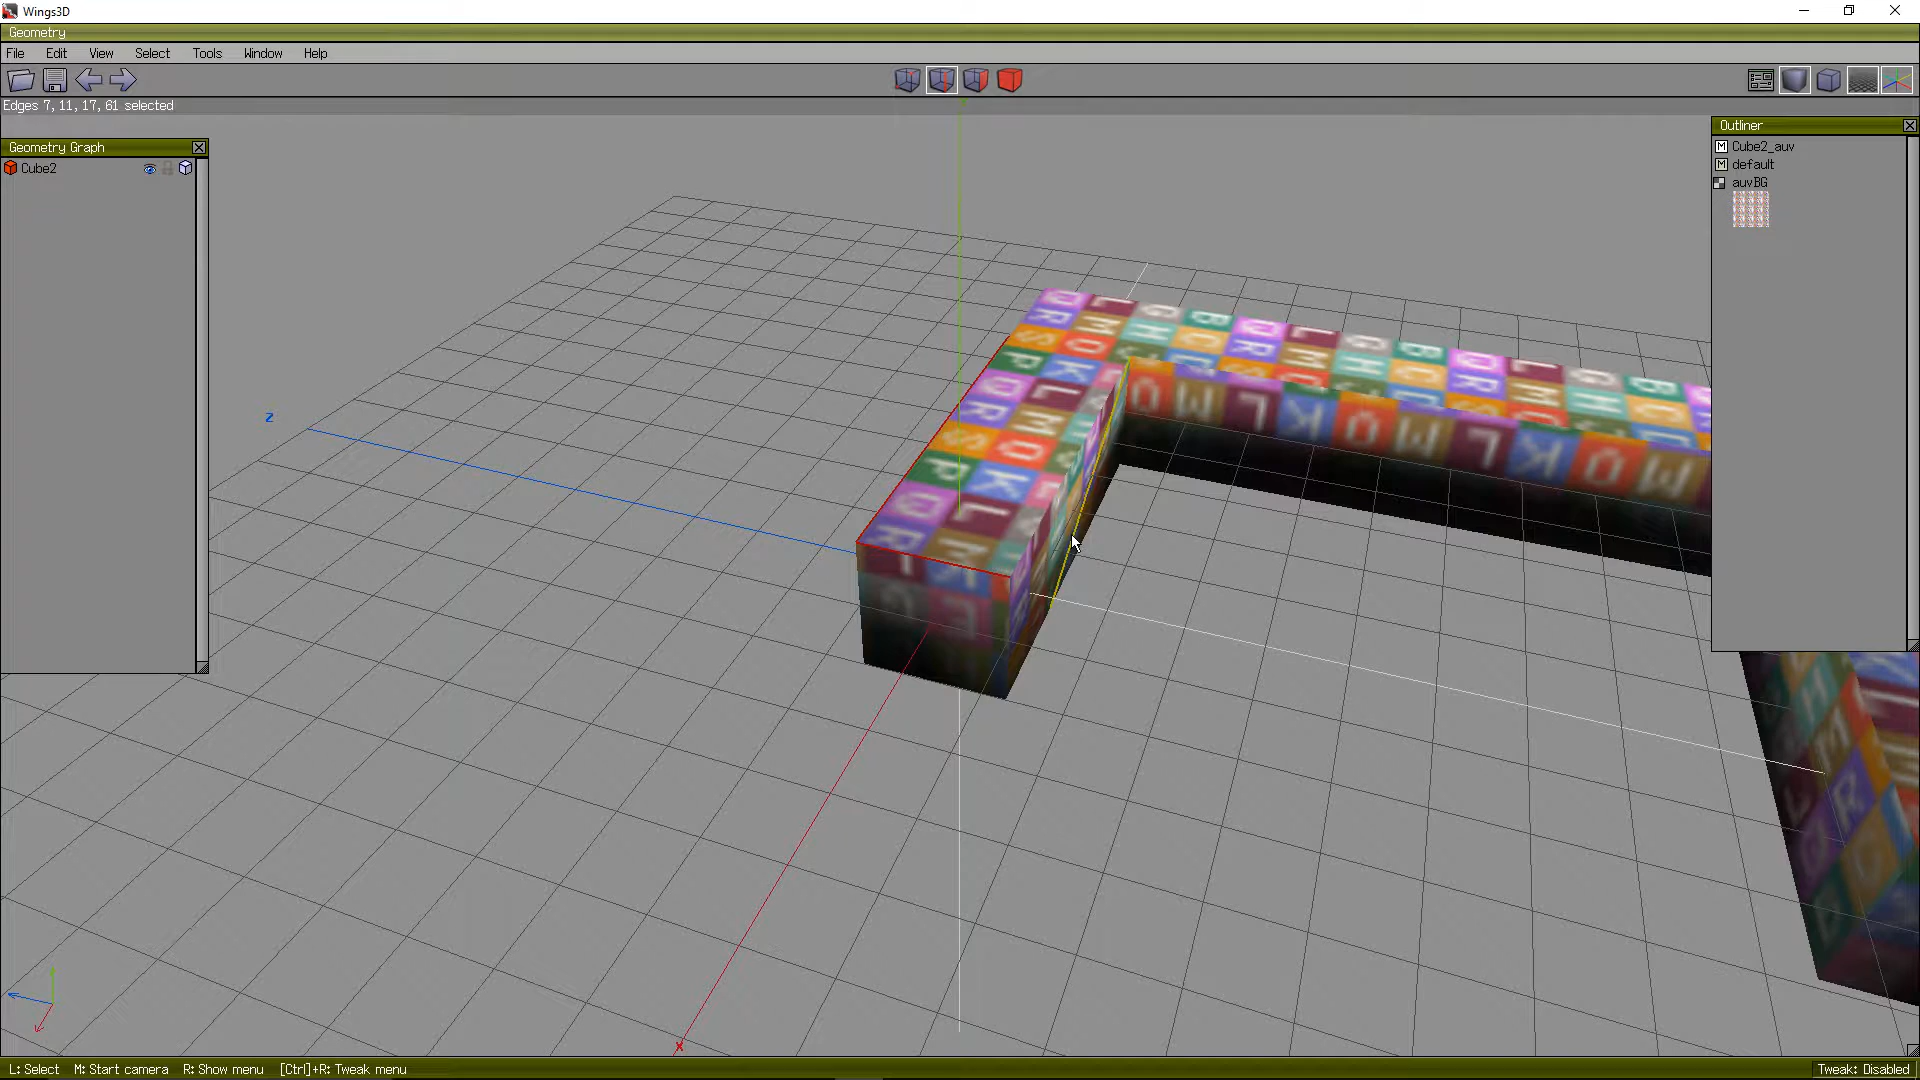 Wings3D
Geometry
File Edit View Select Tools Window Help
Edges 7, 11, 17, 61 selected
Geometry Graph
Cube2
Outliner
Cube2_auv
default
auvBG
Z
X
L: Select M: Start camera R: Show menu [Ctrl]+R: Tweak menu
Tweak: Disabled